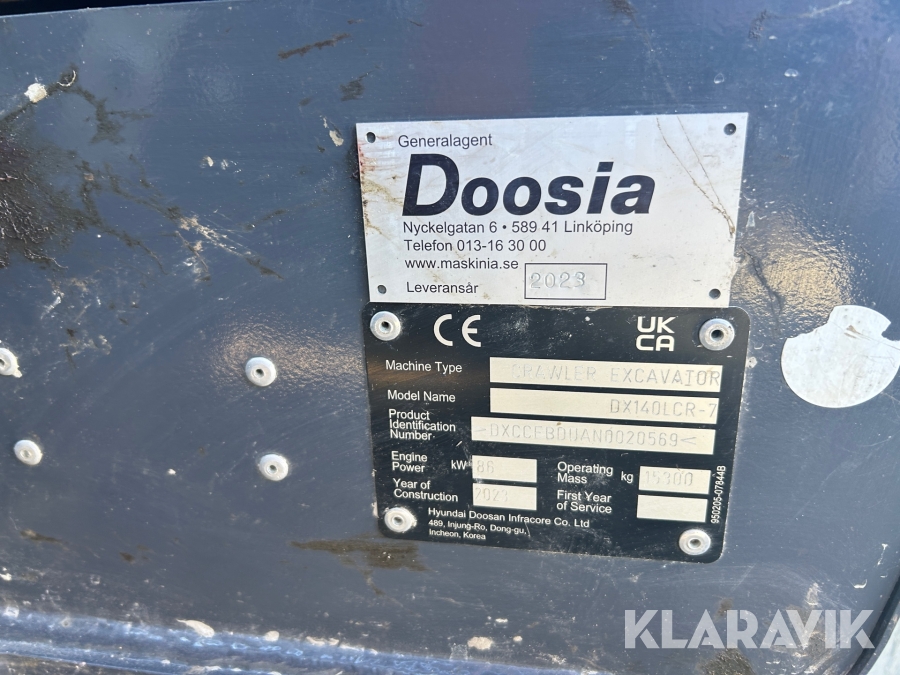 Generalagent
Doosia
Nyckelgatan 6 • 589 41 Linköping
Telefon 013-16 30 00
www.maskinia.se
Leveransår 2023
CE UK CA
Machine Type CRAWLER EXCAVATOR
Model Name DX140LCR-7
Product Identification Number <DXCCEBDUAN0020569<
Engine Power kW 86 Operating Mass kg 15300
Year of Construction 2023 First Year of Service
Hyundai Doosan Infracore Co. Ltd
489, Injung-Ro, Dong-gu,
Incheon, Korea
950205-07844B
KLARAVIK